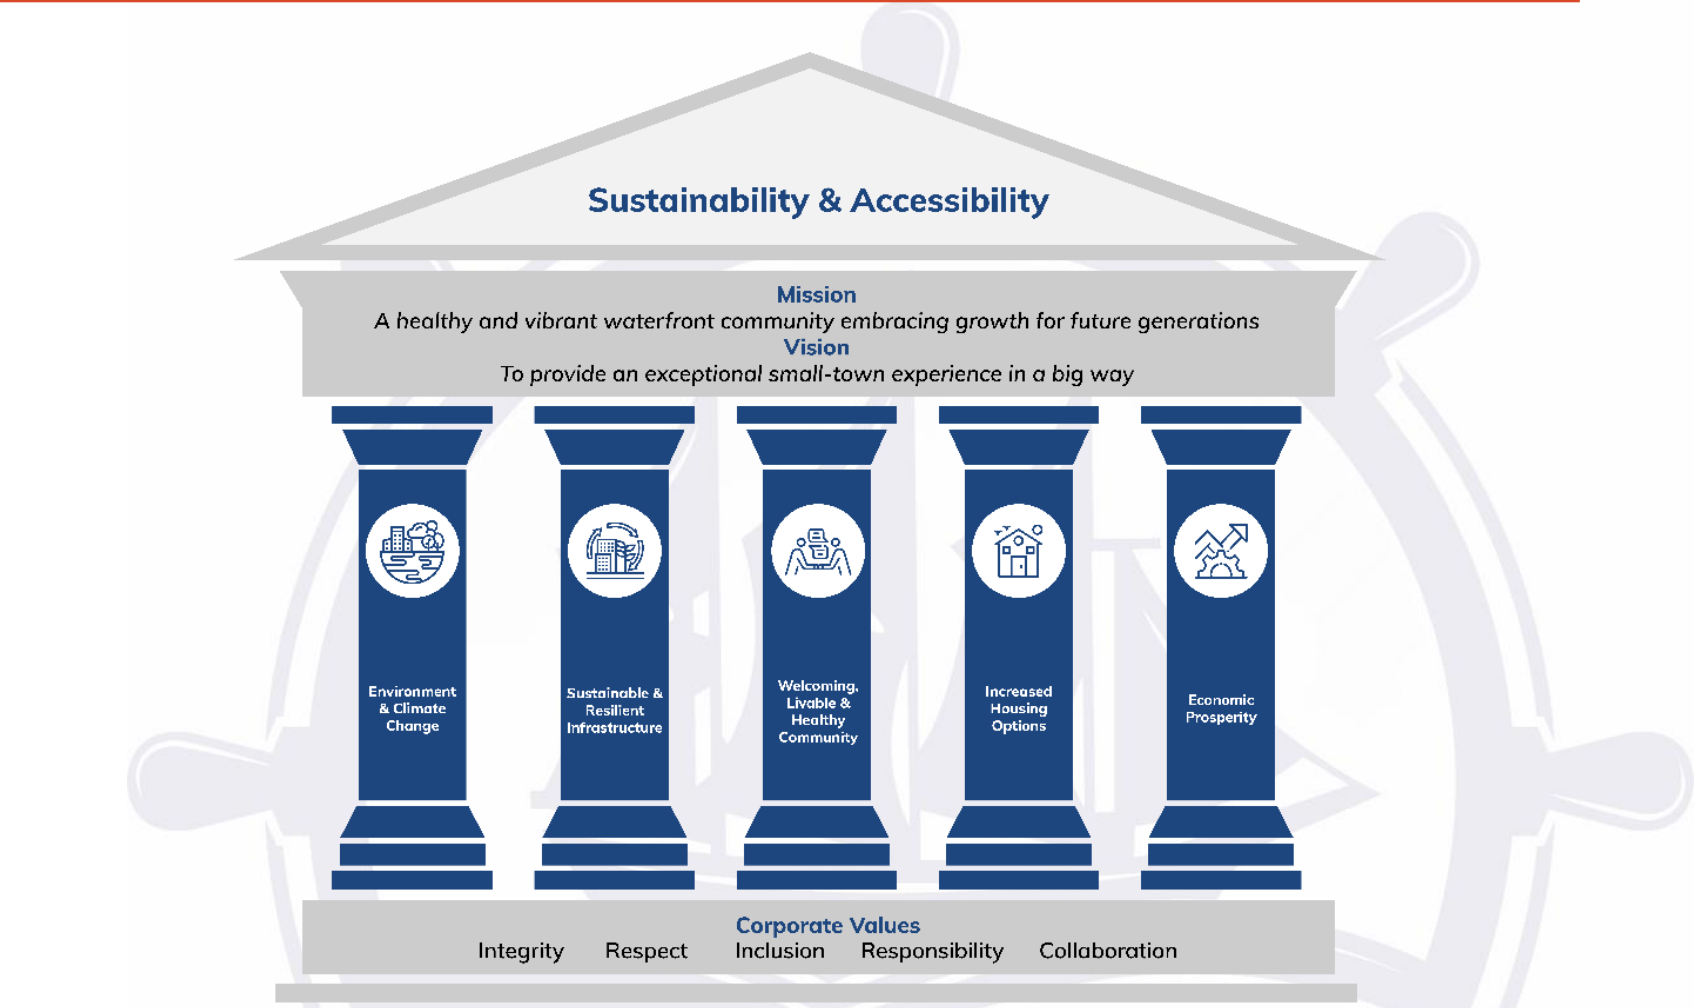 Sustainability & Accessibility
Mission
A healthy and vibrant waterfront community embracing growth for future generations
Vision
To provide an exceptional small-town experience in a big way
Environment
& Climate
Change
Sustainable &
Resilient
Infrastructure
Welcoming,
Livable &
Healthy
Community
Increased
Housing
Options
Economic
Prosperity
Corporate Values
Integrity Respect Inclusion Responsibility Collaboration